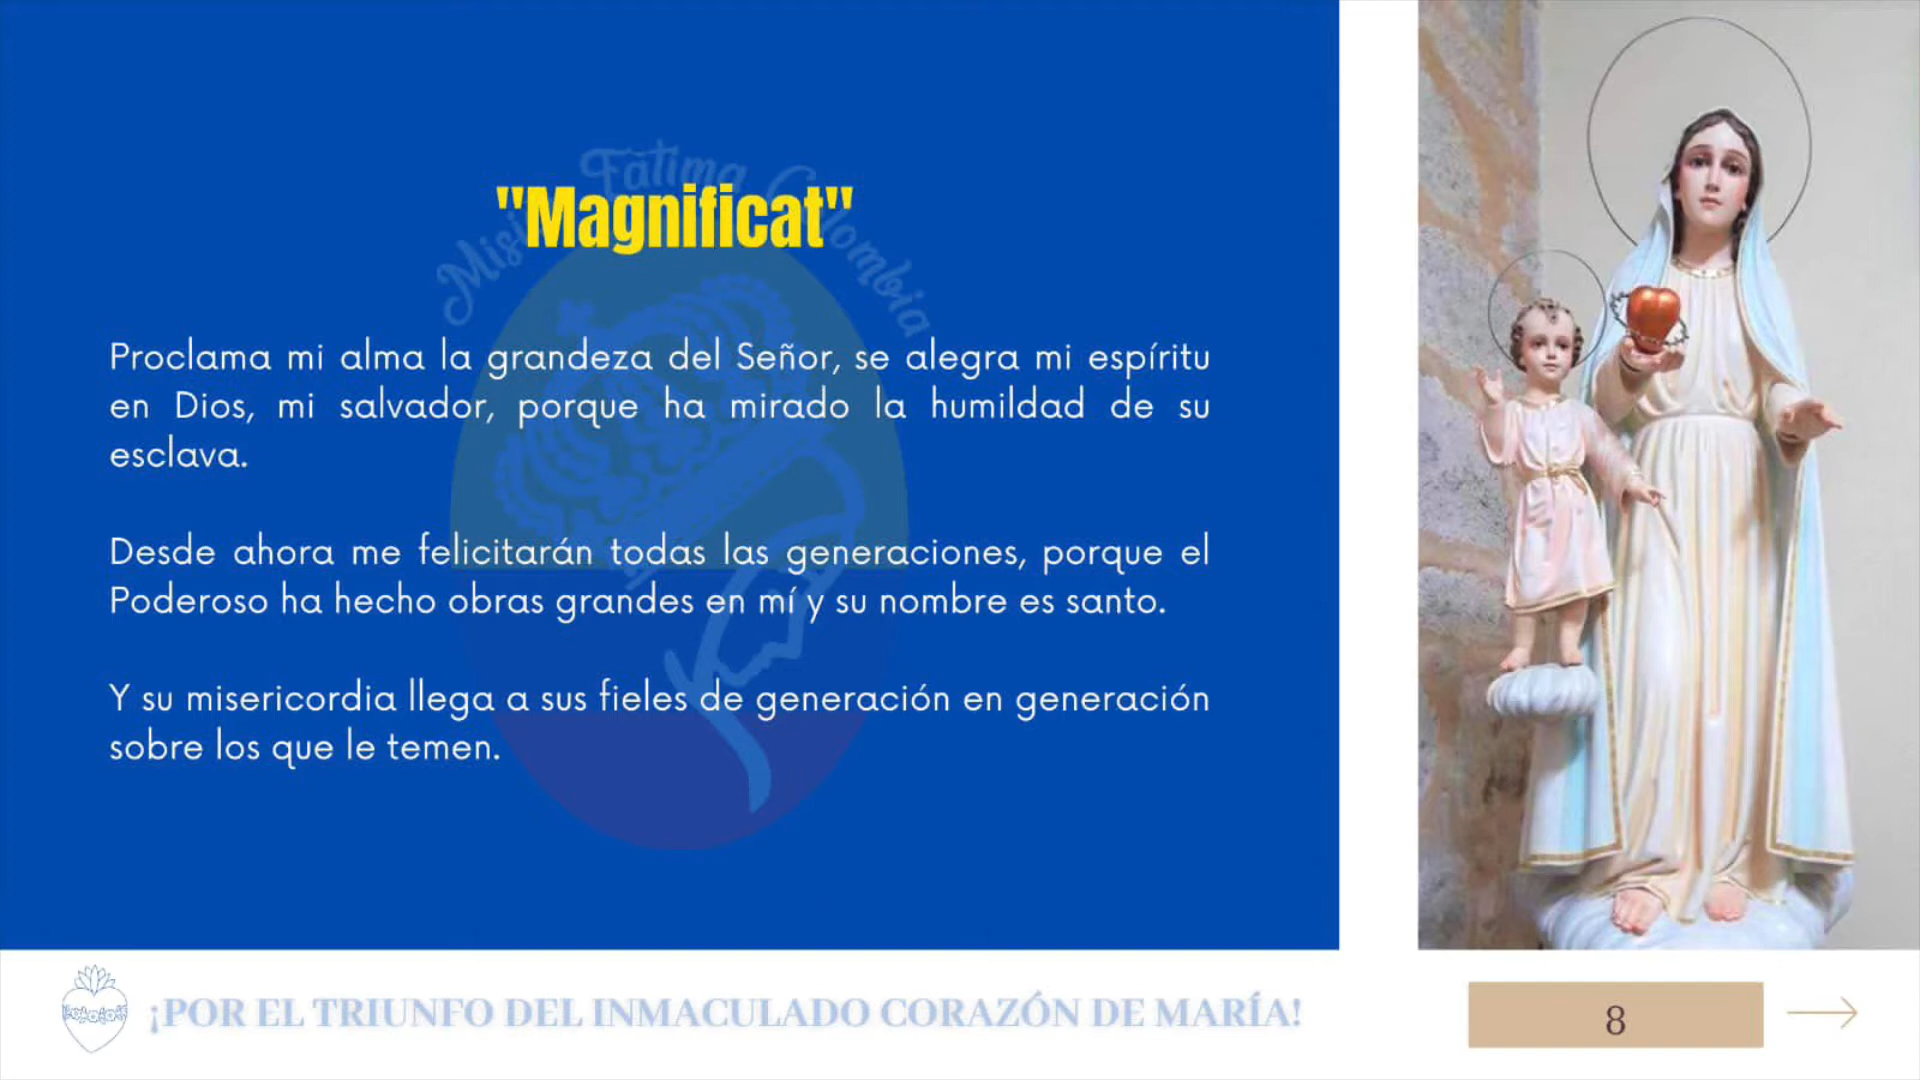 Misión Fátima Colombia
"Magnificat"
Proclama mi alma la grandeza del Señor, se alegra mi espíritu
en Dios, mi salvador, porque ha mirado la humildad de su
esclava.
Desde ahora me felicitarán todas las generaciones, porque el
Poderoso ha hecho obras grandes en mí y su nombre es santo.
Y su misericordia llega a sus fieles de generación en generación
sobre los que le temen.
¡POR EL TRIUNFO DEL INMACULADO CORAZÓN DE MARÍA!
8